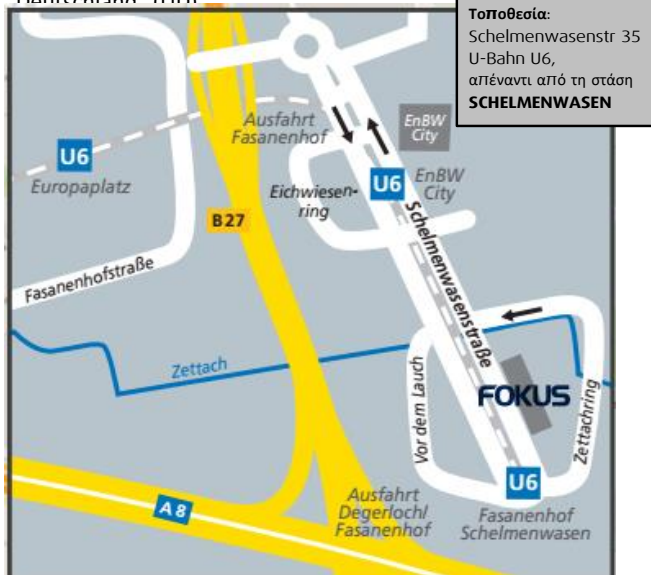 Τοποθεσία:
Schelmenwasenstr 35
U-Bahn U6,
απέναντι από τη στάση
SCHELMENWASEN
Ausfahrt
Fasanenhof
EnBW
City
U6
Europaplatz
U6
EnBW
City
Eichwiesen-
ring
B27
Schelmenwasenstraße
Fasanenhofstraße
Zettach
FOKUS
Vor dem Lauch
Zettachring
U6
Fasanenhof
Schelmenwasen
A8
Ausfahrt
Degerloch/
Fasanenhof